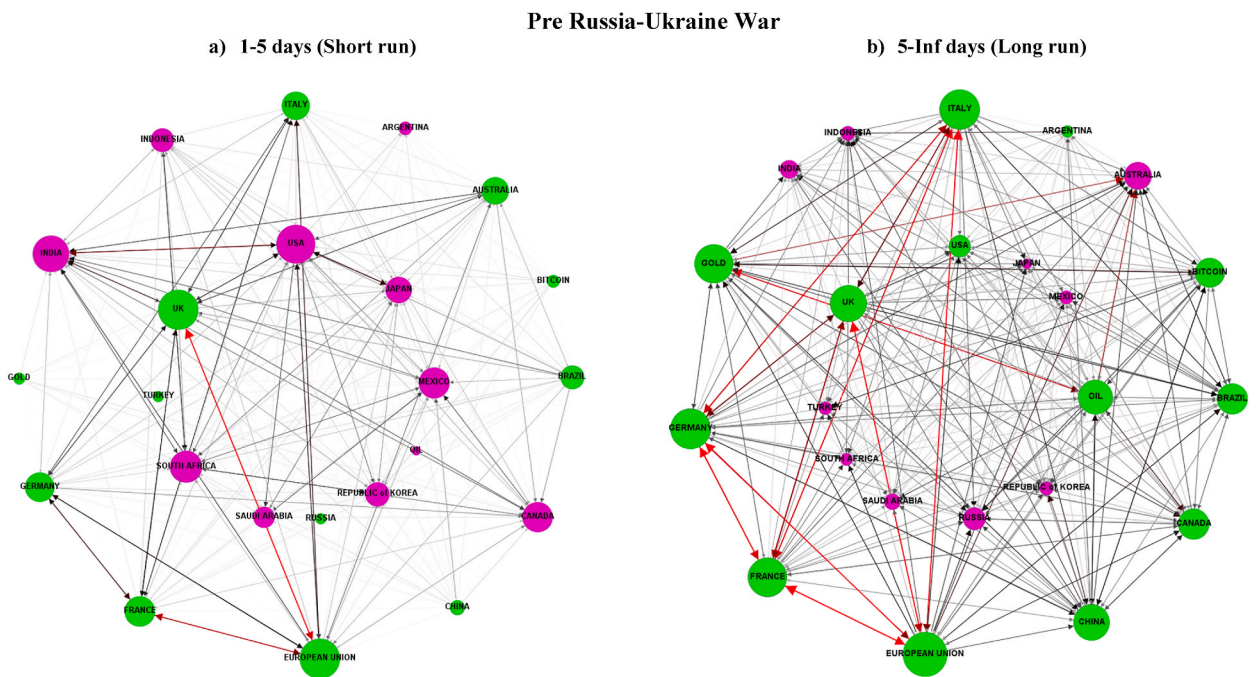 Pre Russia-Ukraine War
a) 1-5 days (Short run)
b) 5-Inf days (Long run)
ITALY
ARGENTINA
INDONESIA
AUSTRALIA
USA
INDIA
BITCOIN
JAPAN
UK
GOLD
BRAZIL
MEXICO
TURKEY
OIL
SOUTH AFRICA
GERMANY
REPUBLIC of KOREA
SAUDI ARABIA
RUSSIA
CANADA
CHINA
FRANCE
EUROPEAN UNION
ITALY
INDONESIA
ARGENTINA
INDIA
AUSTRALIA
USA
GOLD
JAPAN
BITCOIN
MEXICO
UK
OIL
BRAZIL
TURKEY
GERMANY
SOUTH AFRICA
REPUBLIC of KOREA
SAUDI ARABIA
RUSSIA
CANADA
FRANCE
CHINA
EUROPEAN UNION